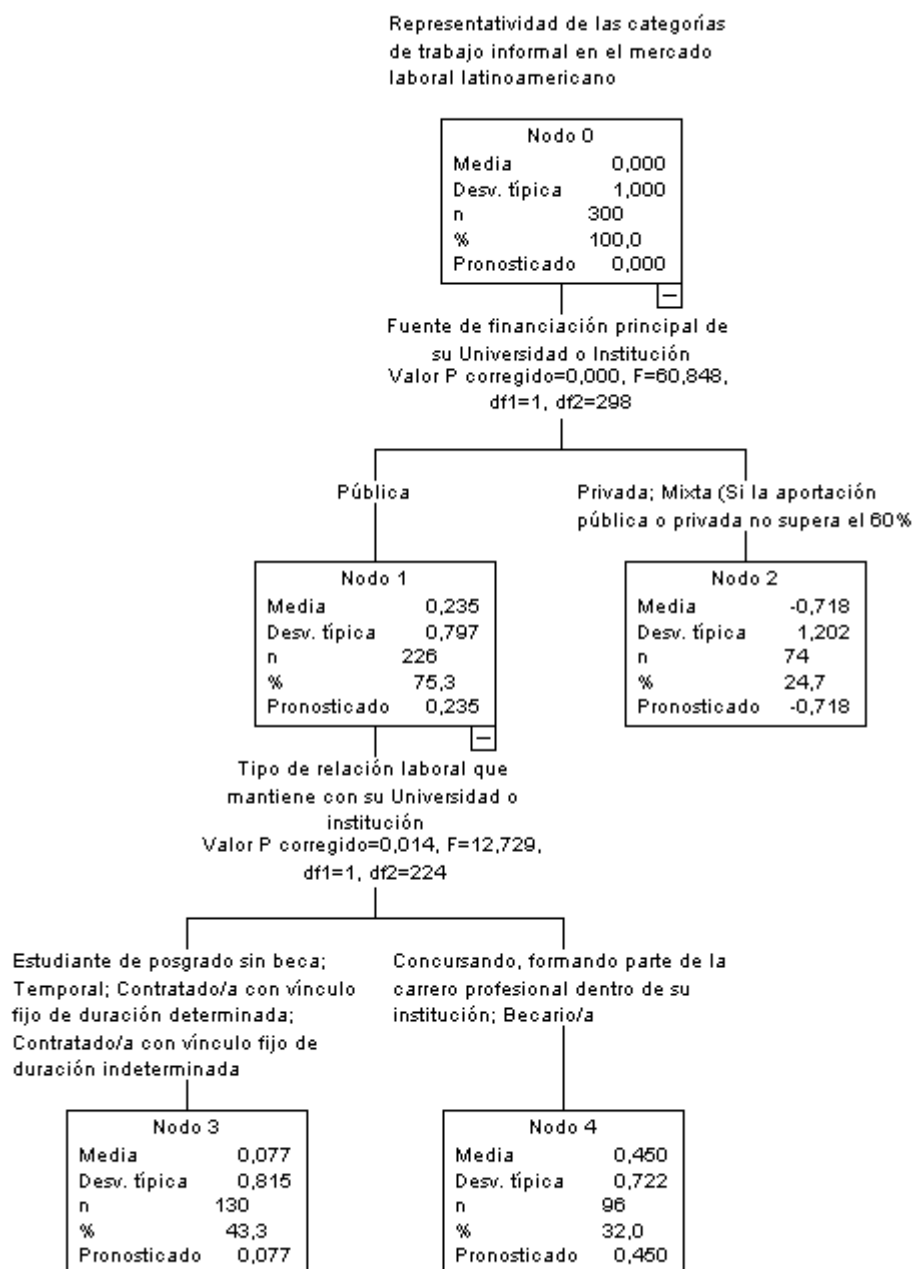 Representatividad de las categorías
de trabajo informal en el mercado
laboral latinoamericano
Nodo 0
Media 0,000
Desv. típica 1,000
n 300
% 100,0
Pronosticado 0,000
Fuente de financiación principal de
su Universidad o Institución
Valor P corregido=0,000, F=60,848,
df1=1, df2=298
Pública
Privada; Mixta (Si la aportación
pública o privada no supera el 60%
Nodo 1
Media 0,235
Desv. típica 0,797
n 226
% 75,3
Pronosticado 0,235
Nodo 2
Media -0,718
Desv. típica 1,202
n 74
% 24,7
Pronosticado -0,718
Tipo de relación laboral que
mantiene con su Universidad o
institución
Valor P corregido=0,014, F=12,729,
df1=1, df2=224
Estudiante de posgrado sin beca;
Temporal; Contratado/a con vínculo
fijo de duración determinada;
Contratado/a con vínculo fijo de
duración indeterminada
Concursando, formando parte de la
carrero profesional dentro de su
institución; Becario/a
Nodo 3
Media 0,077
Desv. típica 0,815
n 130
% 43,3
Pronosticado 0,077
Nodo 4
Media 0,450
Desv. típica 0,722
n 96
% 32,0
Pronosticado 0,450